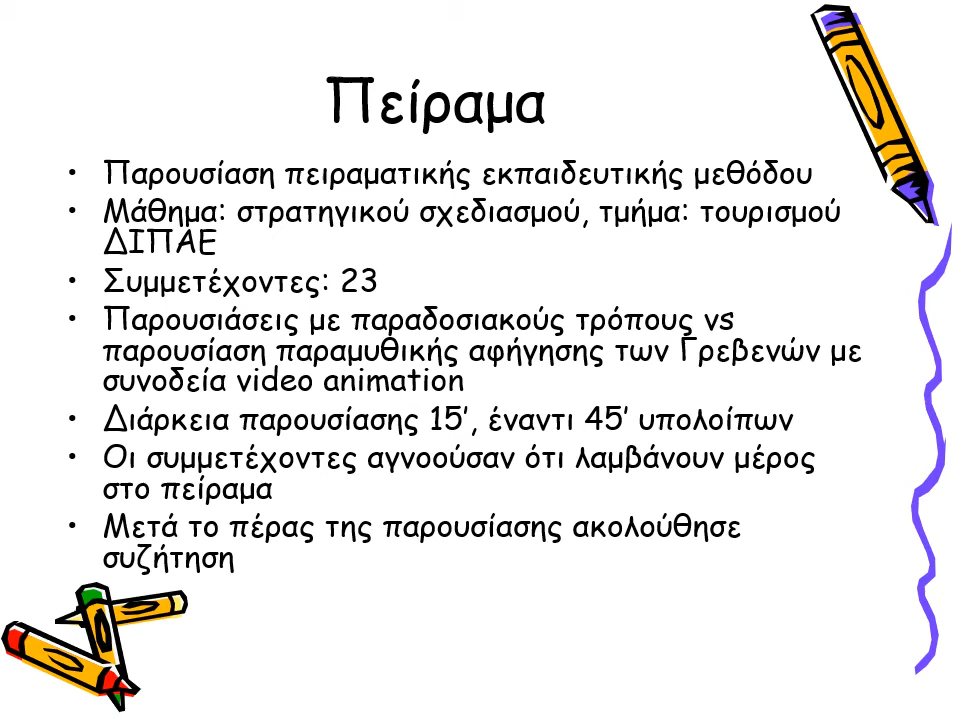 Πείραμα
• Παρουσίαση πειραματικής εκπαιδευτικής μεθόδου
• Μάθημα: στρατηγικού σχεδιασμού, τμήμα: τουρισμού
ΔΙΠΑΕ
• Συμμετέχοντες: 23
• Παρουσιάσεις με παραδοσιακούς τρόπους vs
παρουσίαση παραμυθικής αφήγησης των Γρεβενών με
συνοδεία video animation
• Διάρκεια παρουσίασης 15’, έναντι 45’ υπολοίπων
• Οι συμμετέχοντες αγνοούσαν ότι λαμβάνουν μέρος
στο πείραμα
• Μετά το πέρας της παρουσίασης ακολούθησε
συζήτηση